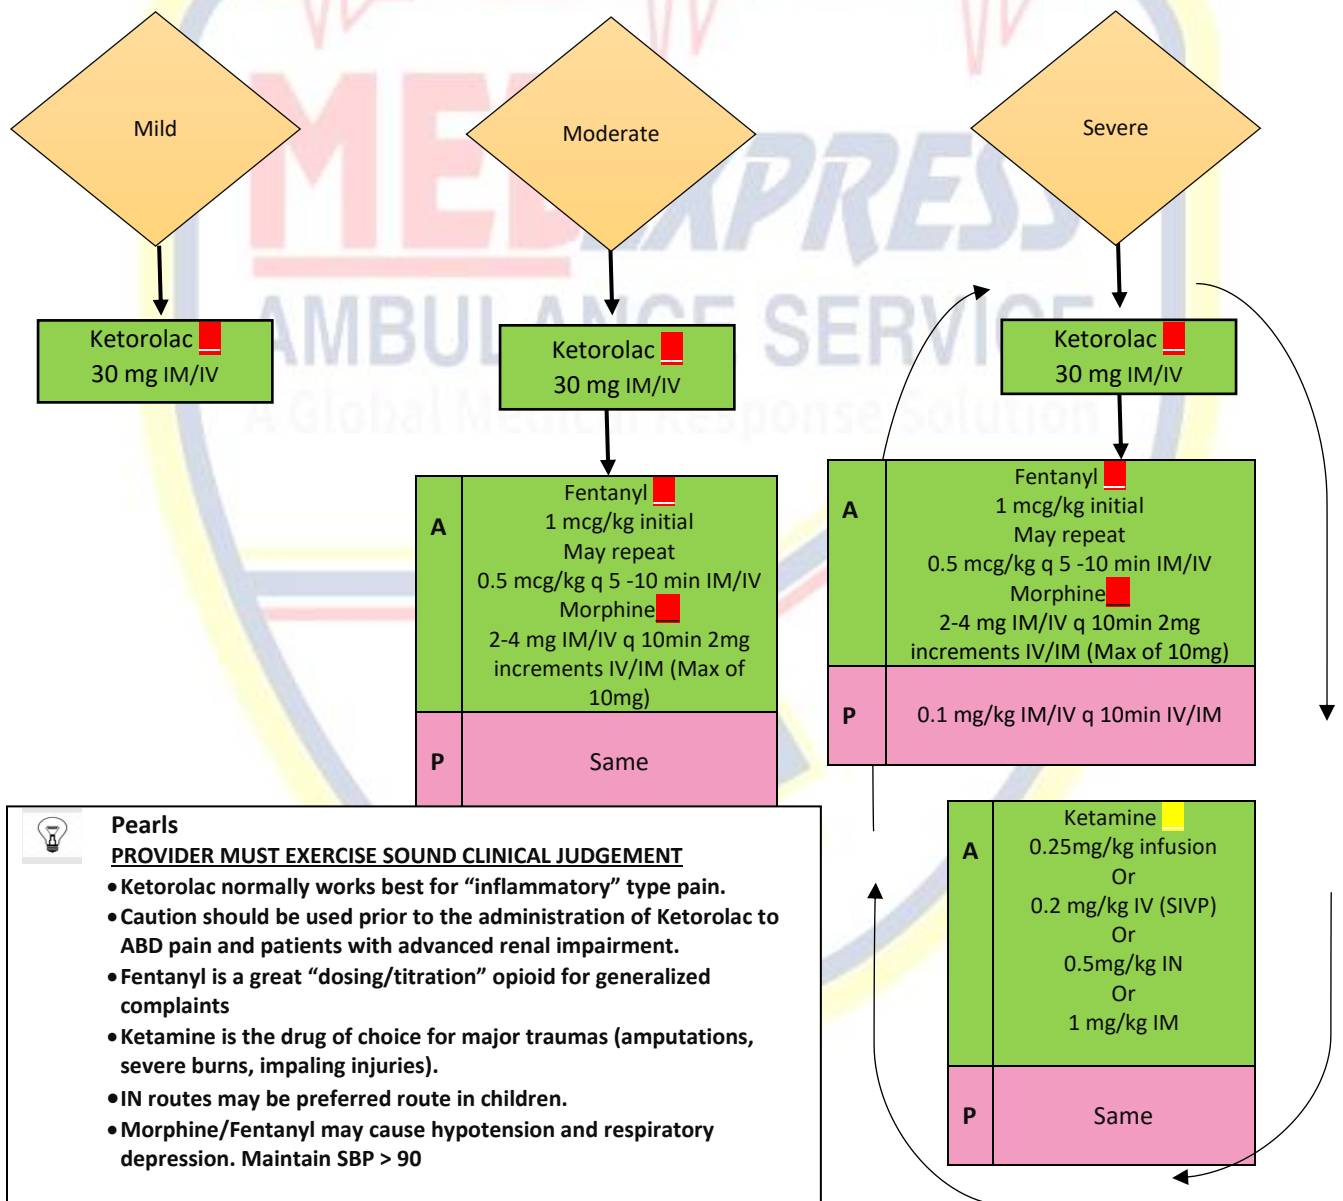 MEDEXPRESS
AMBULANCE SERVICE
A Global Medical Response Solution
Mild
Ketorolac
30 mg IM/IV
Moderate
Ketorolac
30 mg IM/IV
A
Fentanyl
1 mcg/kg initial
May repeat
0.5 mcg/kg q 5 -10 min IM/IV
Morphine
2-4 mg IM/IV q 10min 2mg
increments IV/IM (Max of
10mg)
P
Same
Severe
Ketorolac
30 mg IM/IV
A
Fentanyl
1 mcg/kg initial
May repeat
0.5 mcg/kg q 5 -10 min IM/IV
Morphine
2-4 mg IM/IV q 10min 2mg
increments IV/IM (Max of 10mg)
P
0.1 mg/kg IM/IV q 10min IV/IM
A
Ketamine
0.25mg/kg infusion
Or
0.2 mg/kg IV (SIVP)
Or
0.5mg/kg IN
Or
1 mg/kg IM
P
Same
Pearls
PROVIDER MUST EXERCISE SOUND CLINICAL JUDGEMENT
•Ketorolac normally works best for “inflammatory” type pain.
•Caution should be used prior to the administration of Ketorolac to
ABD pain and patients with advanced renal impairment.
•Fentanyl is a great “dosing/titration” opioid for generalized
complaints
•Ketamine is the drug of choice for major traumas (amputations,
severe burns, impaling injuries).
•IN routes may be preferred route in children.
•Morphine/Fentanyl may cause hypotension and respiratory
depression. Maintain SBP > 90